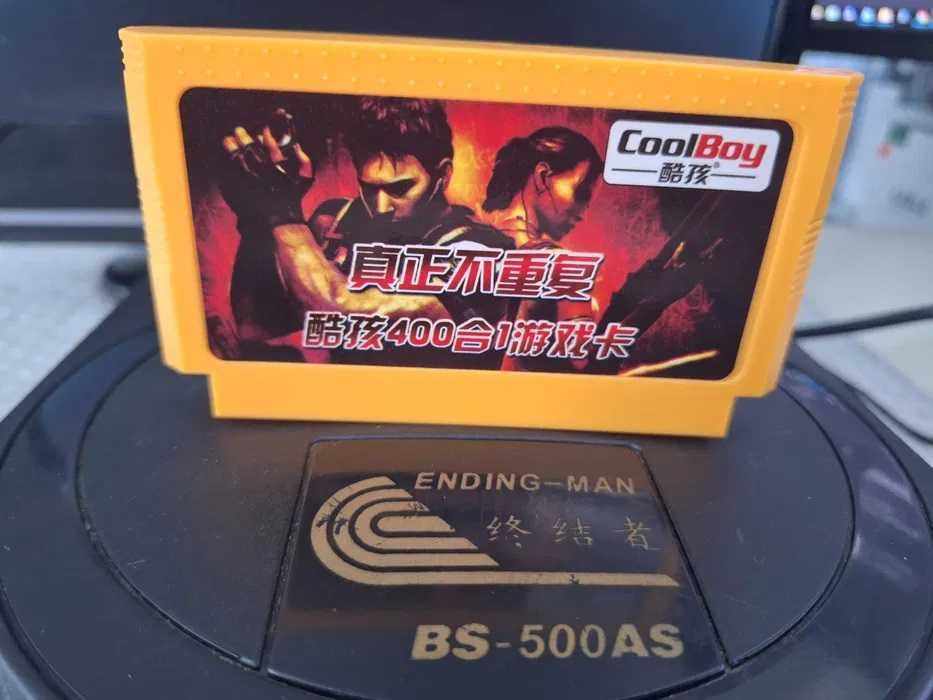 CoolBoy
酷孩®
真正不重复
酷孩400合1游戏卡
ENDING-MAN
终结者
BS-500AS